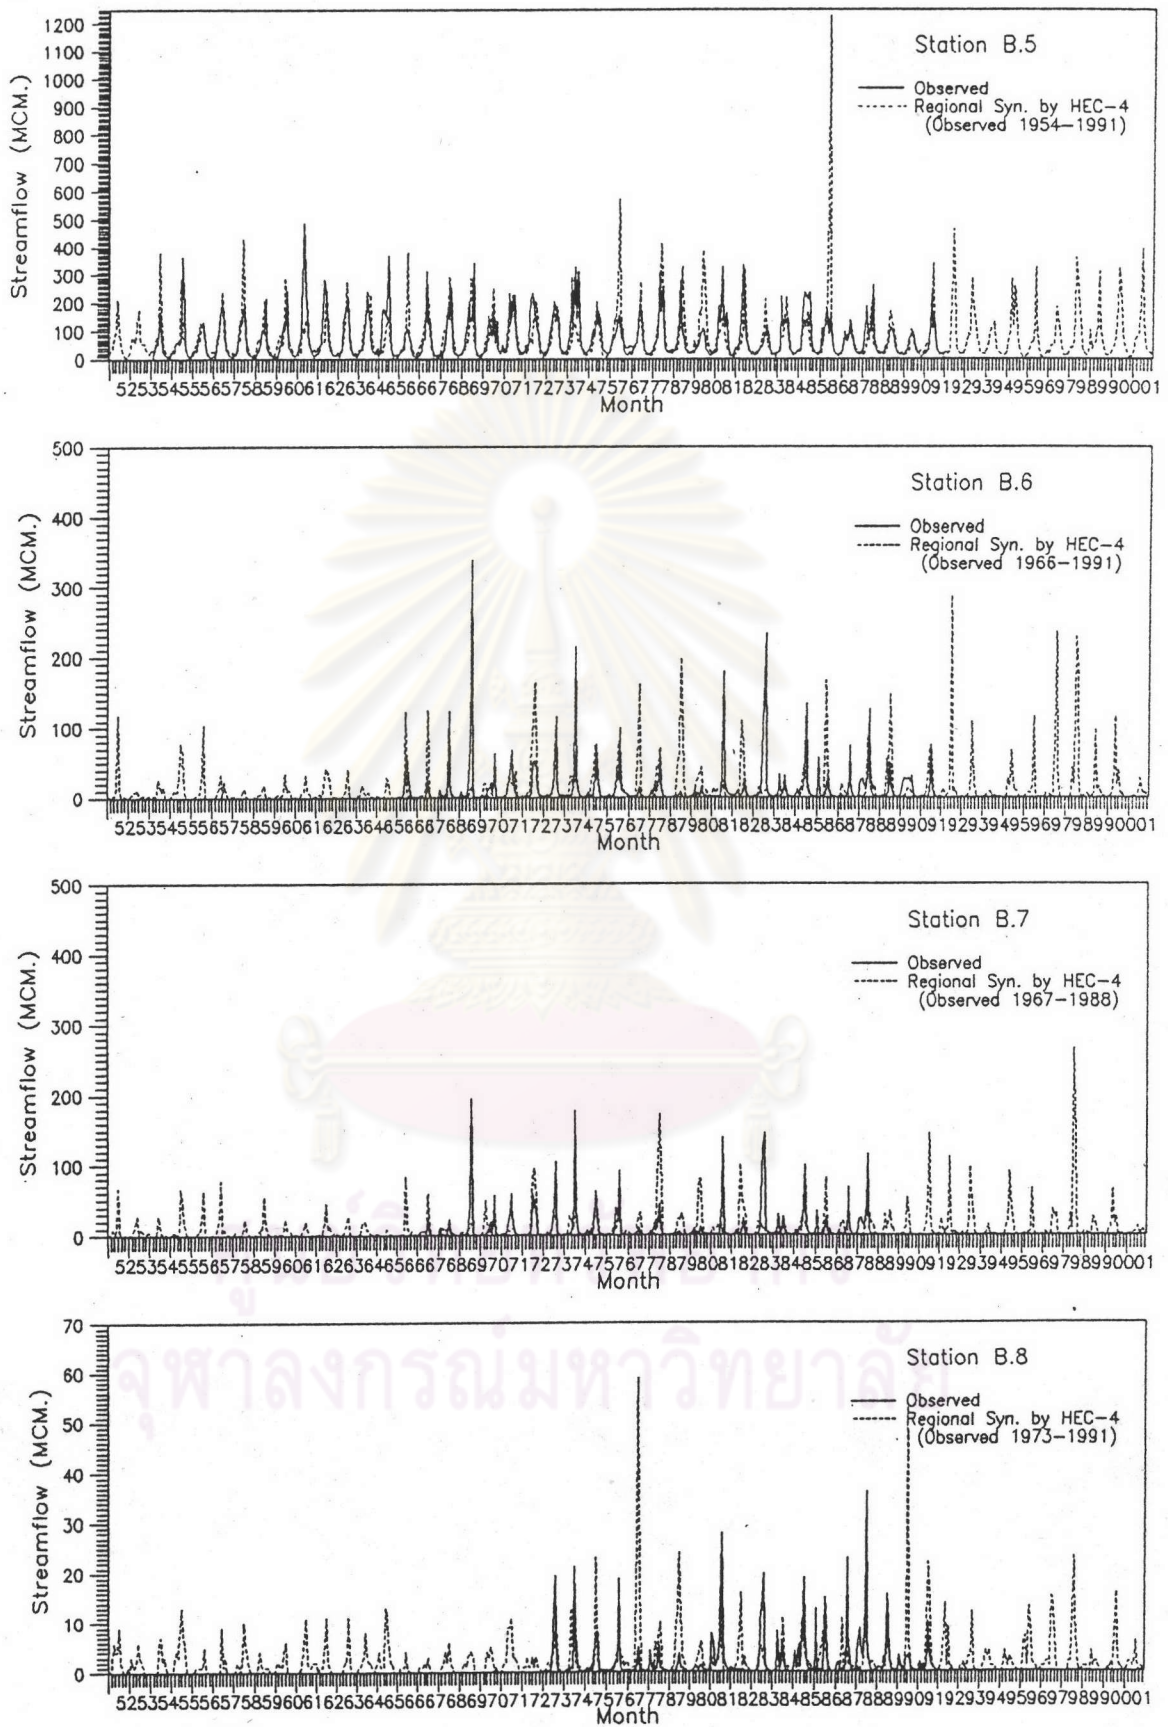 Station B.5
Observed
Regional Syn. by HEC-4
(Observed 1954-1991)
Streamflow (MCM.)
1200
1100
1000
900
800
700
600
500
400
300
200
100
0
5253545556575859606162636465666768697071727374757677787980818283848586878889909192939495969798990001
Month
Station B.6
Observed
Regional Syn. by HEC-4
(Observed 1966-1991)
Streamflow (MCM.)
500
400
300
200
100
0
5253545556575859606162636465666768697071727374757677787980818283848586878889909192939495969798990001
Month
Station B.7
Observed
Regional Syn. by HEC-4
(Observed 1967-1988)
Streamflow (MCM.)
500
400
300
200
100
0
5253545556575859606162636465666768697071727374757677787980818283848586878889909192939495969798990001
Month
Station B.8
Observed
Regional Syn. by HEC-4
(Observed 1973-1991)
Streamflow (MCM.)
70
60
50
40
30
20
10
0
5253545556575859606162636465666768697071727374757677787980818283848586878889909192939495969798990001
Month
จุฬาลงกรณ์มหาวิทยาลัย